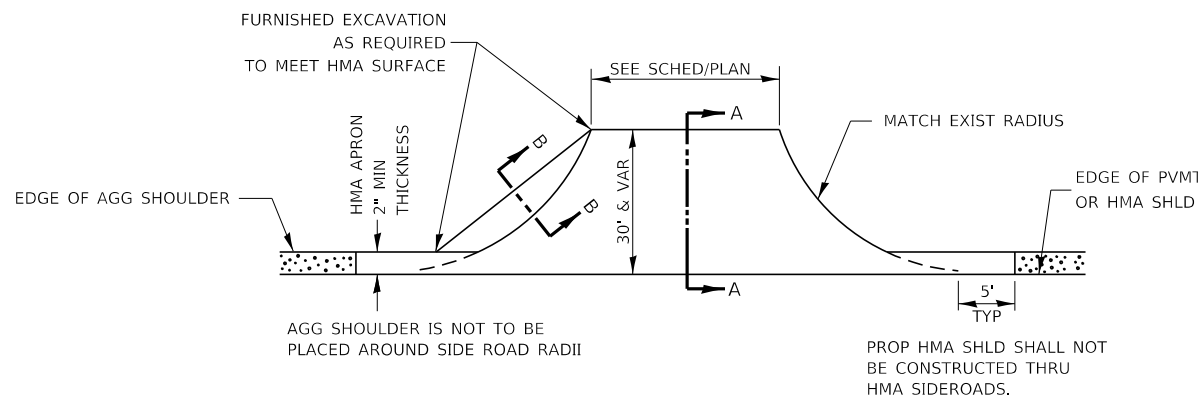 FURNISHED EXCAVATION
AS REQUIRED
TO MEET HMA SURFACE
SEE SCHED/PLAN
A
MATCH EXIST RADIUS
HMA APRON
2" MIN
THICKNESS
B
B
30' & VAR
EDGE OF AGG SHOULDER
EDGE OF PVMT
OR HMA SHLD
A
5'
TYP
AGG SHOULDER IS NOT TO BE
PLACED AROUND SIDE ROAD RADII
PROP HMA SHLD SHALL NOT
BE CONSTRUCTED THRU
HMA SIDEROADS.